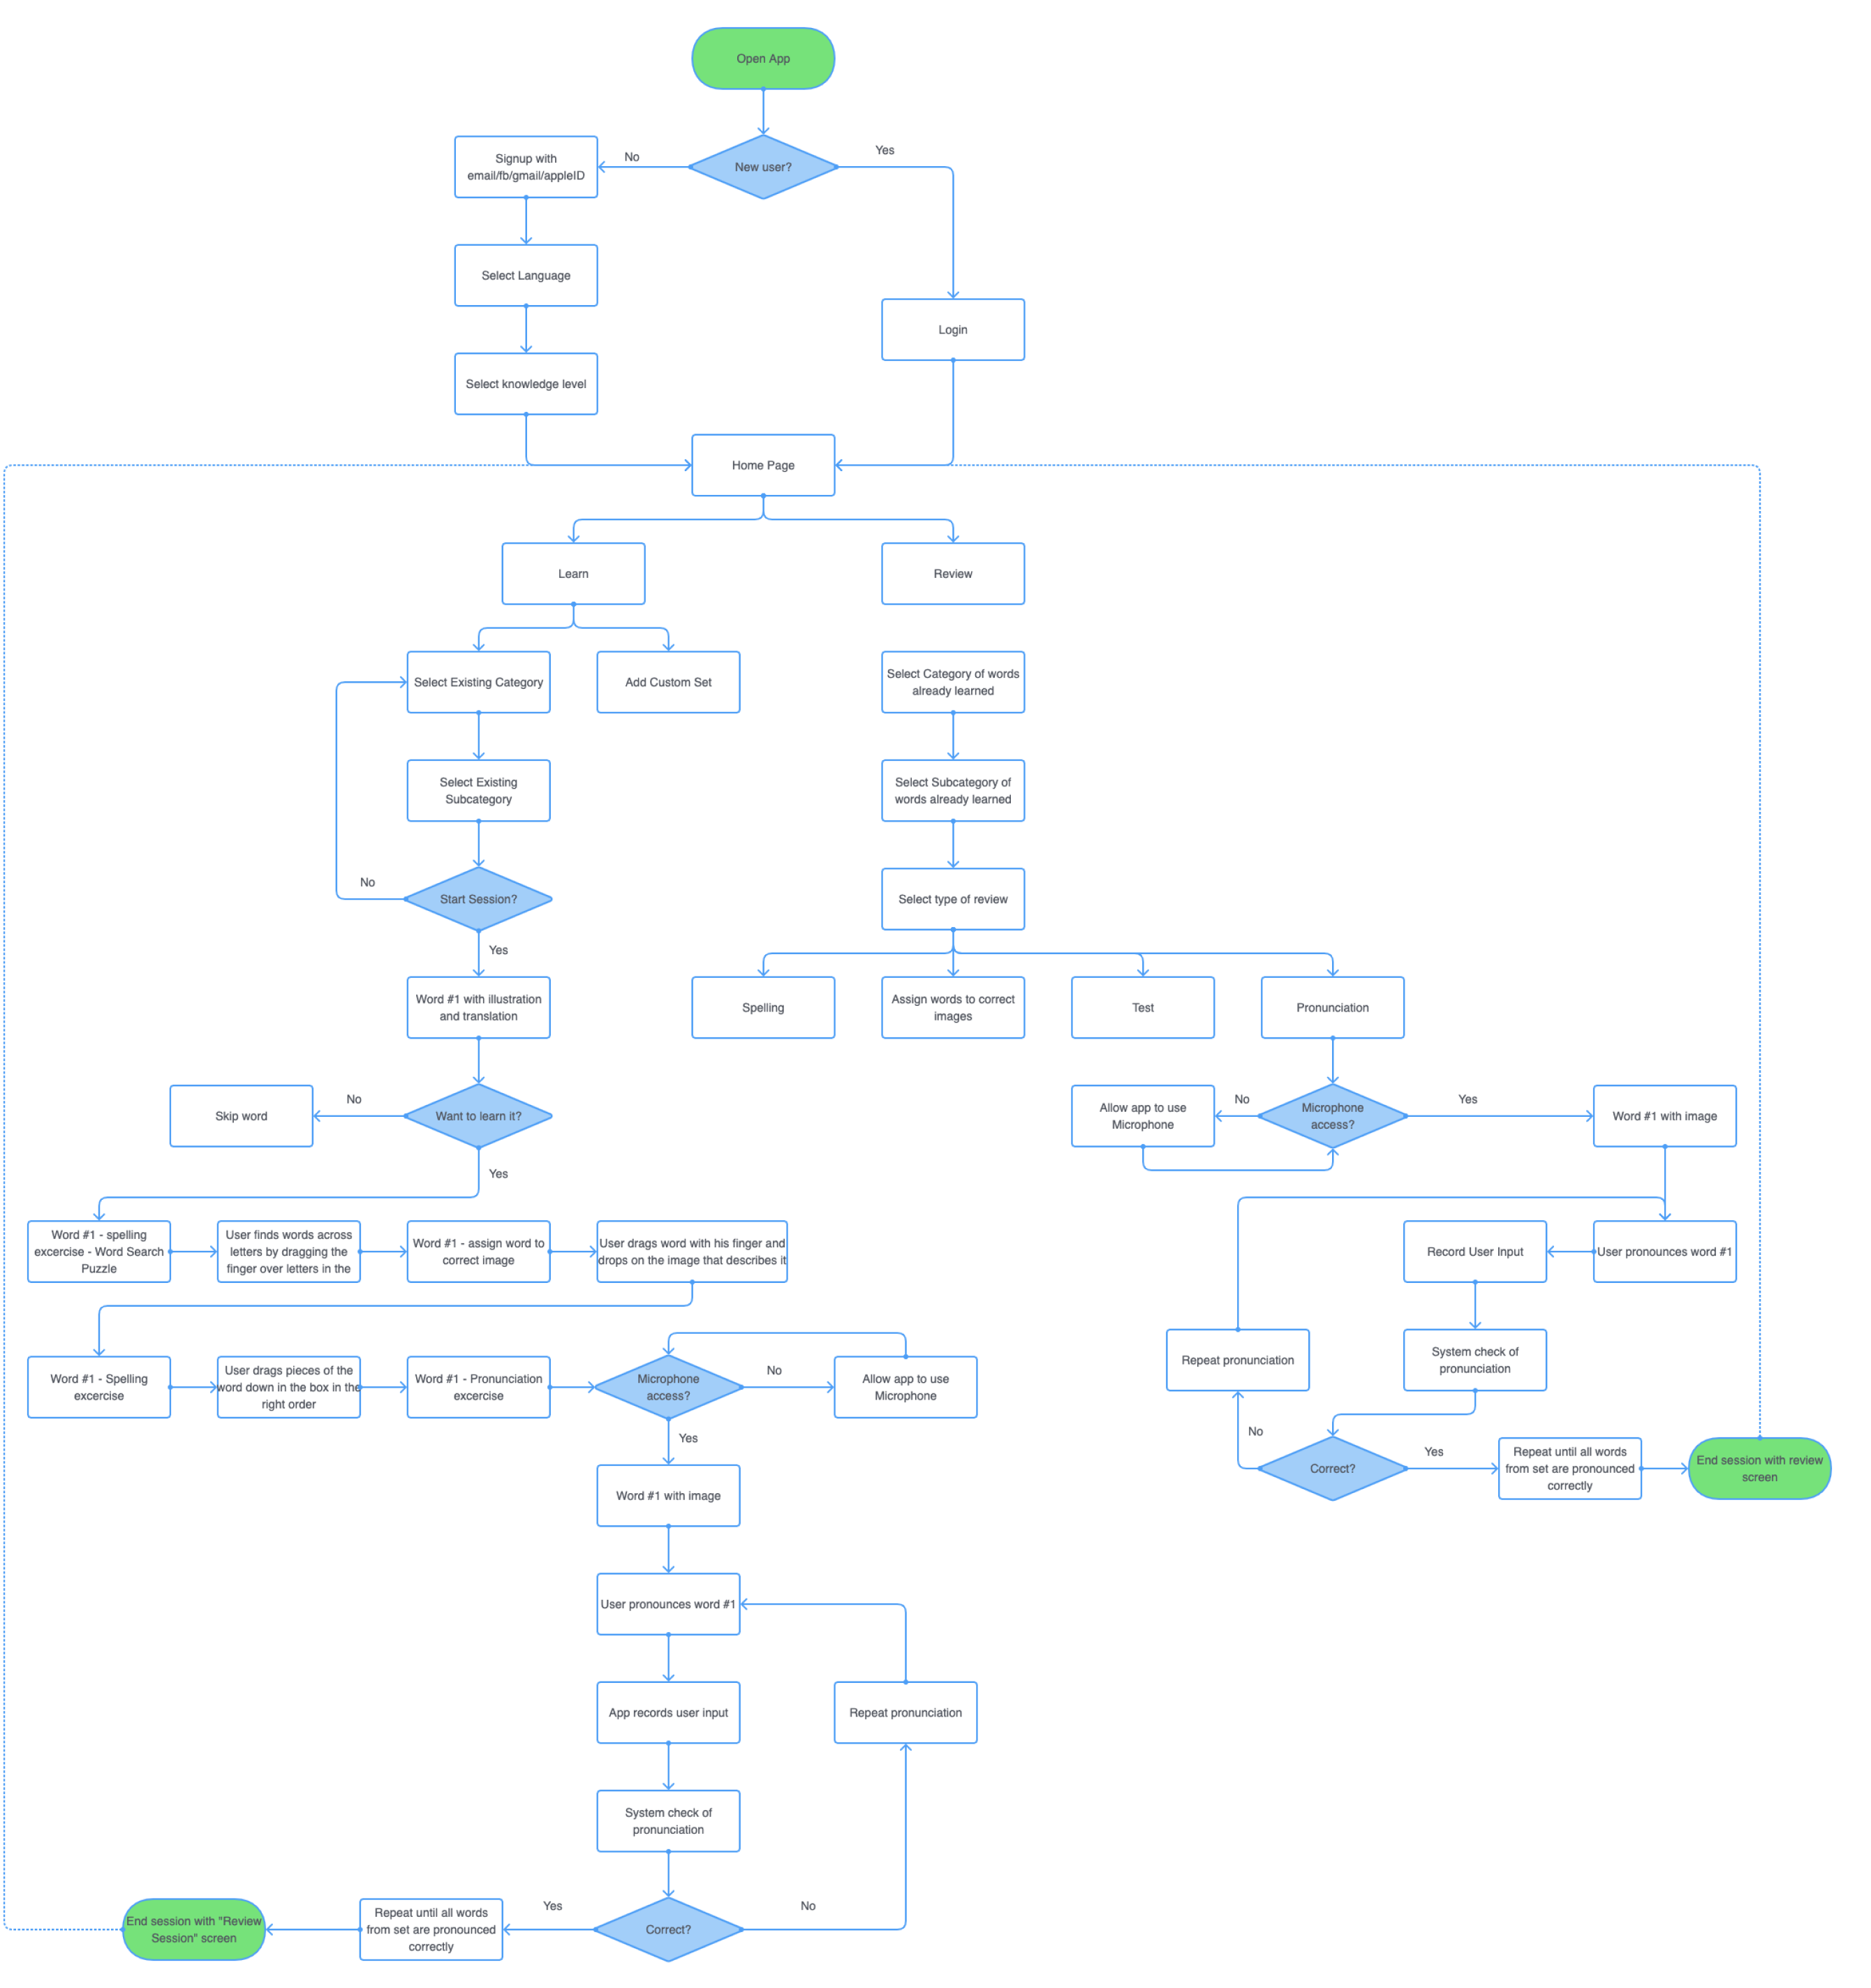 Open App
New user?
No
Yes
Signup with
email/fb/gmail/appleID
Select Language
Login
Select knowledge level
Home Page
Learn
Review
Select Existing Category
Add Custom Set
Select Category of words
already learned
Select Existing
Subcategory
Select Subcategory of
words already learned
No
Start Session?
Select type of review
Yes
Word #1 with illustration
and translation
Spelling
Assign words to correct
images
Test
Pronunciation
Skip word
No
Want to learn it?
Allow app to use
Microphone
No
Microphone
access?
Yes
Word #1 with image
Yes
Word #1 - spelling
excercise - Word Search
Puzzle
User finds words across
letters by dragging the
finger over letters in the
Word #1 - assign word to
correct image
User drags word with his finger and
drops on the image that describes it
Record User Input
User pronounces word #1
Word #1 - Spelling
excercise
User drags pieces of the
word down in the box in the
right order
Word #1 - Pronunciation
excercise
Microphone
access?
No
Allow app to use
Microphone
Repeat pronunciation
System check of
pronunciation
Yes
No
Correct?
Yes
Repeat until all words
from set are pronounced
correctly
End session with review
screen
Word #1 with image
User pronounces word #1
App records user input
Repeat pronunciation
System check of
pronunciation
End session with "Review
Session" screen
Repeat until all words
from set are pronounced
correctly
Yes
Correct?
No